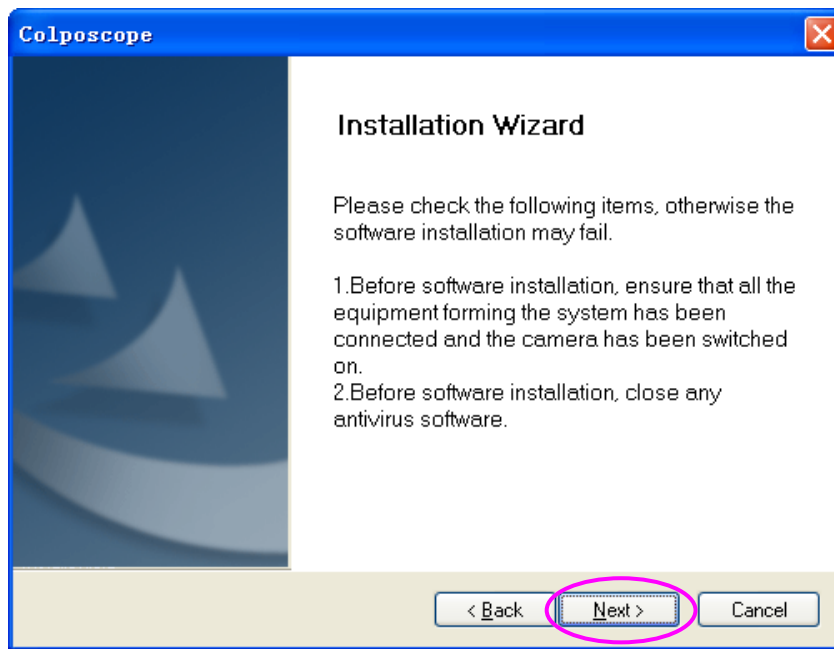 Colposcope
Installation Wizard
Please check the following items, otherwise the
software installation may fail.
1.Before software installation, ensure that all the
equipment forming the system has been
connected and the camera has been switched
on.
2.Before software installation, close any
antivirus software.
< Back Next > Cancel